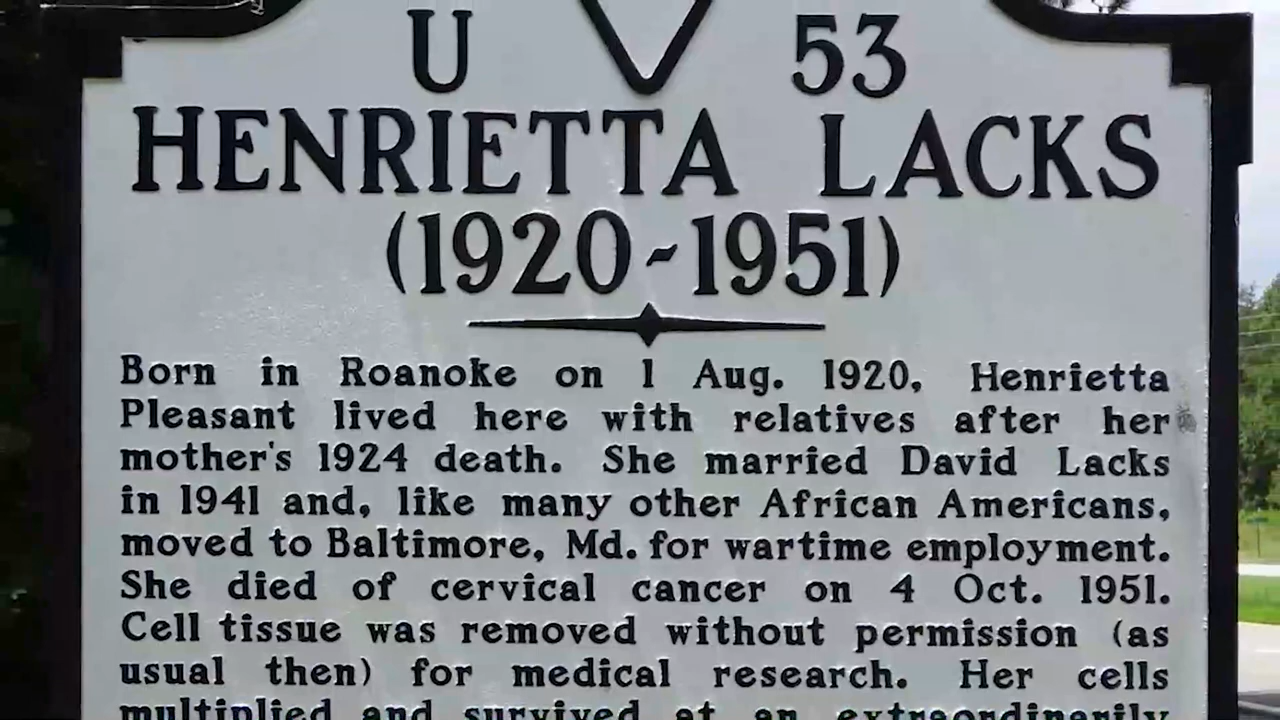 U 53
HENRIETTA LACKS
(1920-1951)
Born in Roanoke on 1 Aug. 1920, Henrietta
Pleasant lived here with relatives after her
mother's 1924 death. She married David Lacks
in 1941 and, like many other African Americans,
moved to Baltimore, Md. for wartime employment.
She died of cervical cancer on 4 Oct. 1951.
Cell tissue was removed without permission (as
usual then) for medical research. Her cells
multiplied and survived at an extraordinarily